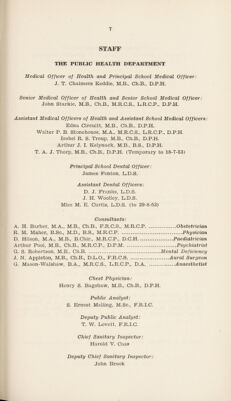 7
STAFF
THE PUBLIC HEALTH DEPARTMENT
Medical Officer of Health and Principal School Medical Officer:
J. T. Chalmers Keddie, M.B., Ch.B., D.P.H.
Senior Medical Officer of Health and Senior School Medical Officer:
John Starkie, M.B., Ch.B., M.R.C.S., L.R.C.P., D.P.H.
Assistant Medical Officers of Health and Assistant School Medical Officers:
Edna Circuitt, M.B., Ch.B., D.P.H.
Walter P. B. Stonehouse, M.A., M.R.C.S., L.R.C.P., D.P.H.
Isobel R. S. Treup, M.B., Ch.B., D.P.H.
Arthur J. I. Kelynack, M.B., B.S., D.P.H.
T. A. J. Thorp, M.B., Ch.B., D.P.H. (Temporary to 18-7-53)
Principal School Dental Officer:
James Fenton, L.D.S.
Assistant Dental Officers:
D. J. Franks, L.D.S.
J. H. Woolley, L.D.S.
Miss M. E. Curtis, L.D.S. (to 29-8-53)
Consultants:
A. H. Barber, M.A., M.B., Ch.B., F.R.C.S., M.R.C.P. Obstetrician
R. M. Maher, B.Sc., M.D., B.S., M.R.C.P. Physician
D. Hilson, M.A., M.B., B.Chir., M.R.C.P., D.C.H. Paediatrician
Arthur Pool, M.B., Ch.B., M.R.C.P., D.P.M. Psychiatrist
G. S. Robertson, M.B., Ch.B. Mental Deficiency
J. N. Appleton, M.B., Ch.B., D.L.O., F.R.C.S. Aural Surgeon
G. Mason-Walshaw, B.A., M.R.C.S., L.R.C.P., D.A. Anaesthetist
Chest Physician:
Henry S. Bagshaw, M.B., Ch.B., D.P.H.
Public Analyst:
S. Ernest Melling, M.Sc., F.R.I.C.
Deputy Public Analyst:
T. W. Lovett, F.R.I.C.
Chief Sanitary Inspector:
Harold V.
Deputy Chief Sanitary Inspector:
John Brook